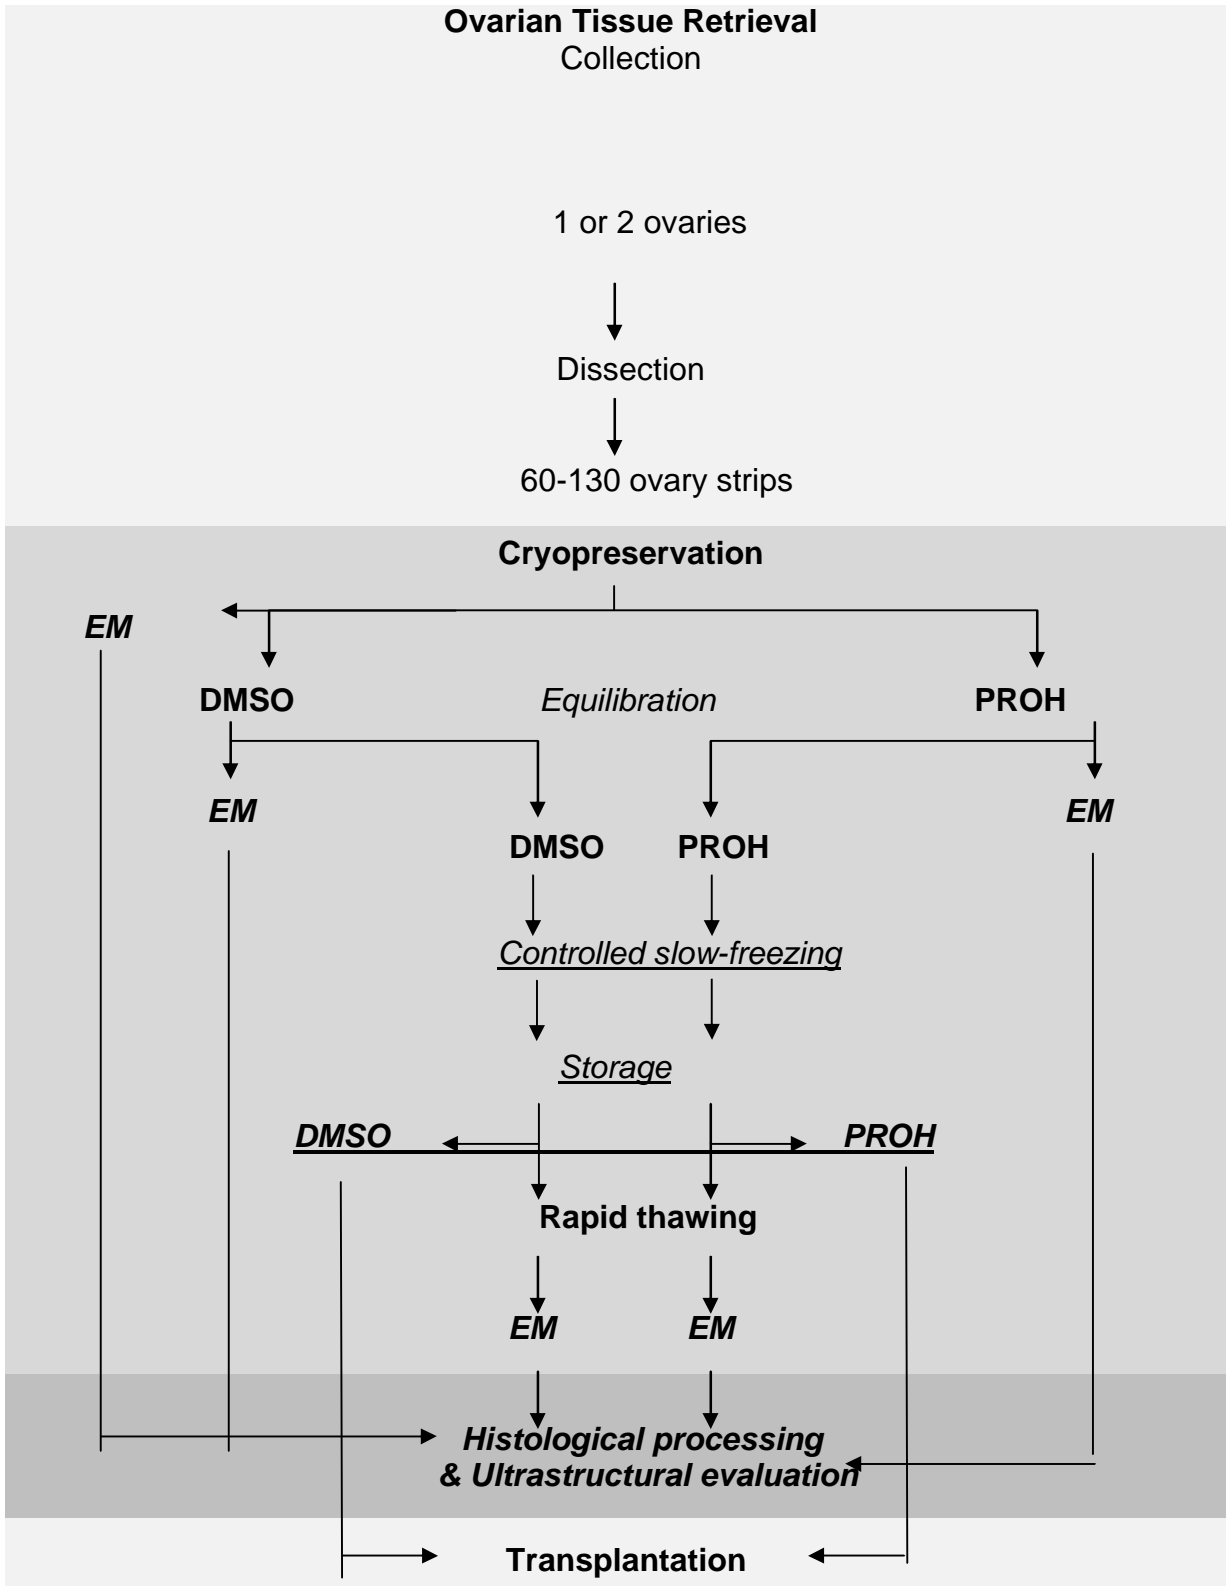 Ovarian Tissue Retrieval
Collection
1 or 2 ovaries
Dissection
60-130 ovary strips
Cryopreservation
EM
DMSO Equilibration PROH
EM EM
DMSO PROH
Controlled slow-freezing
Storage
DMSO PROH
Rapid thawing
EM EM
Histological processing
& Ultrastructural evaluation
Transplantation